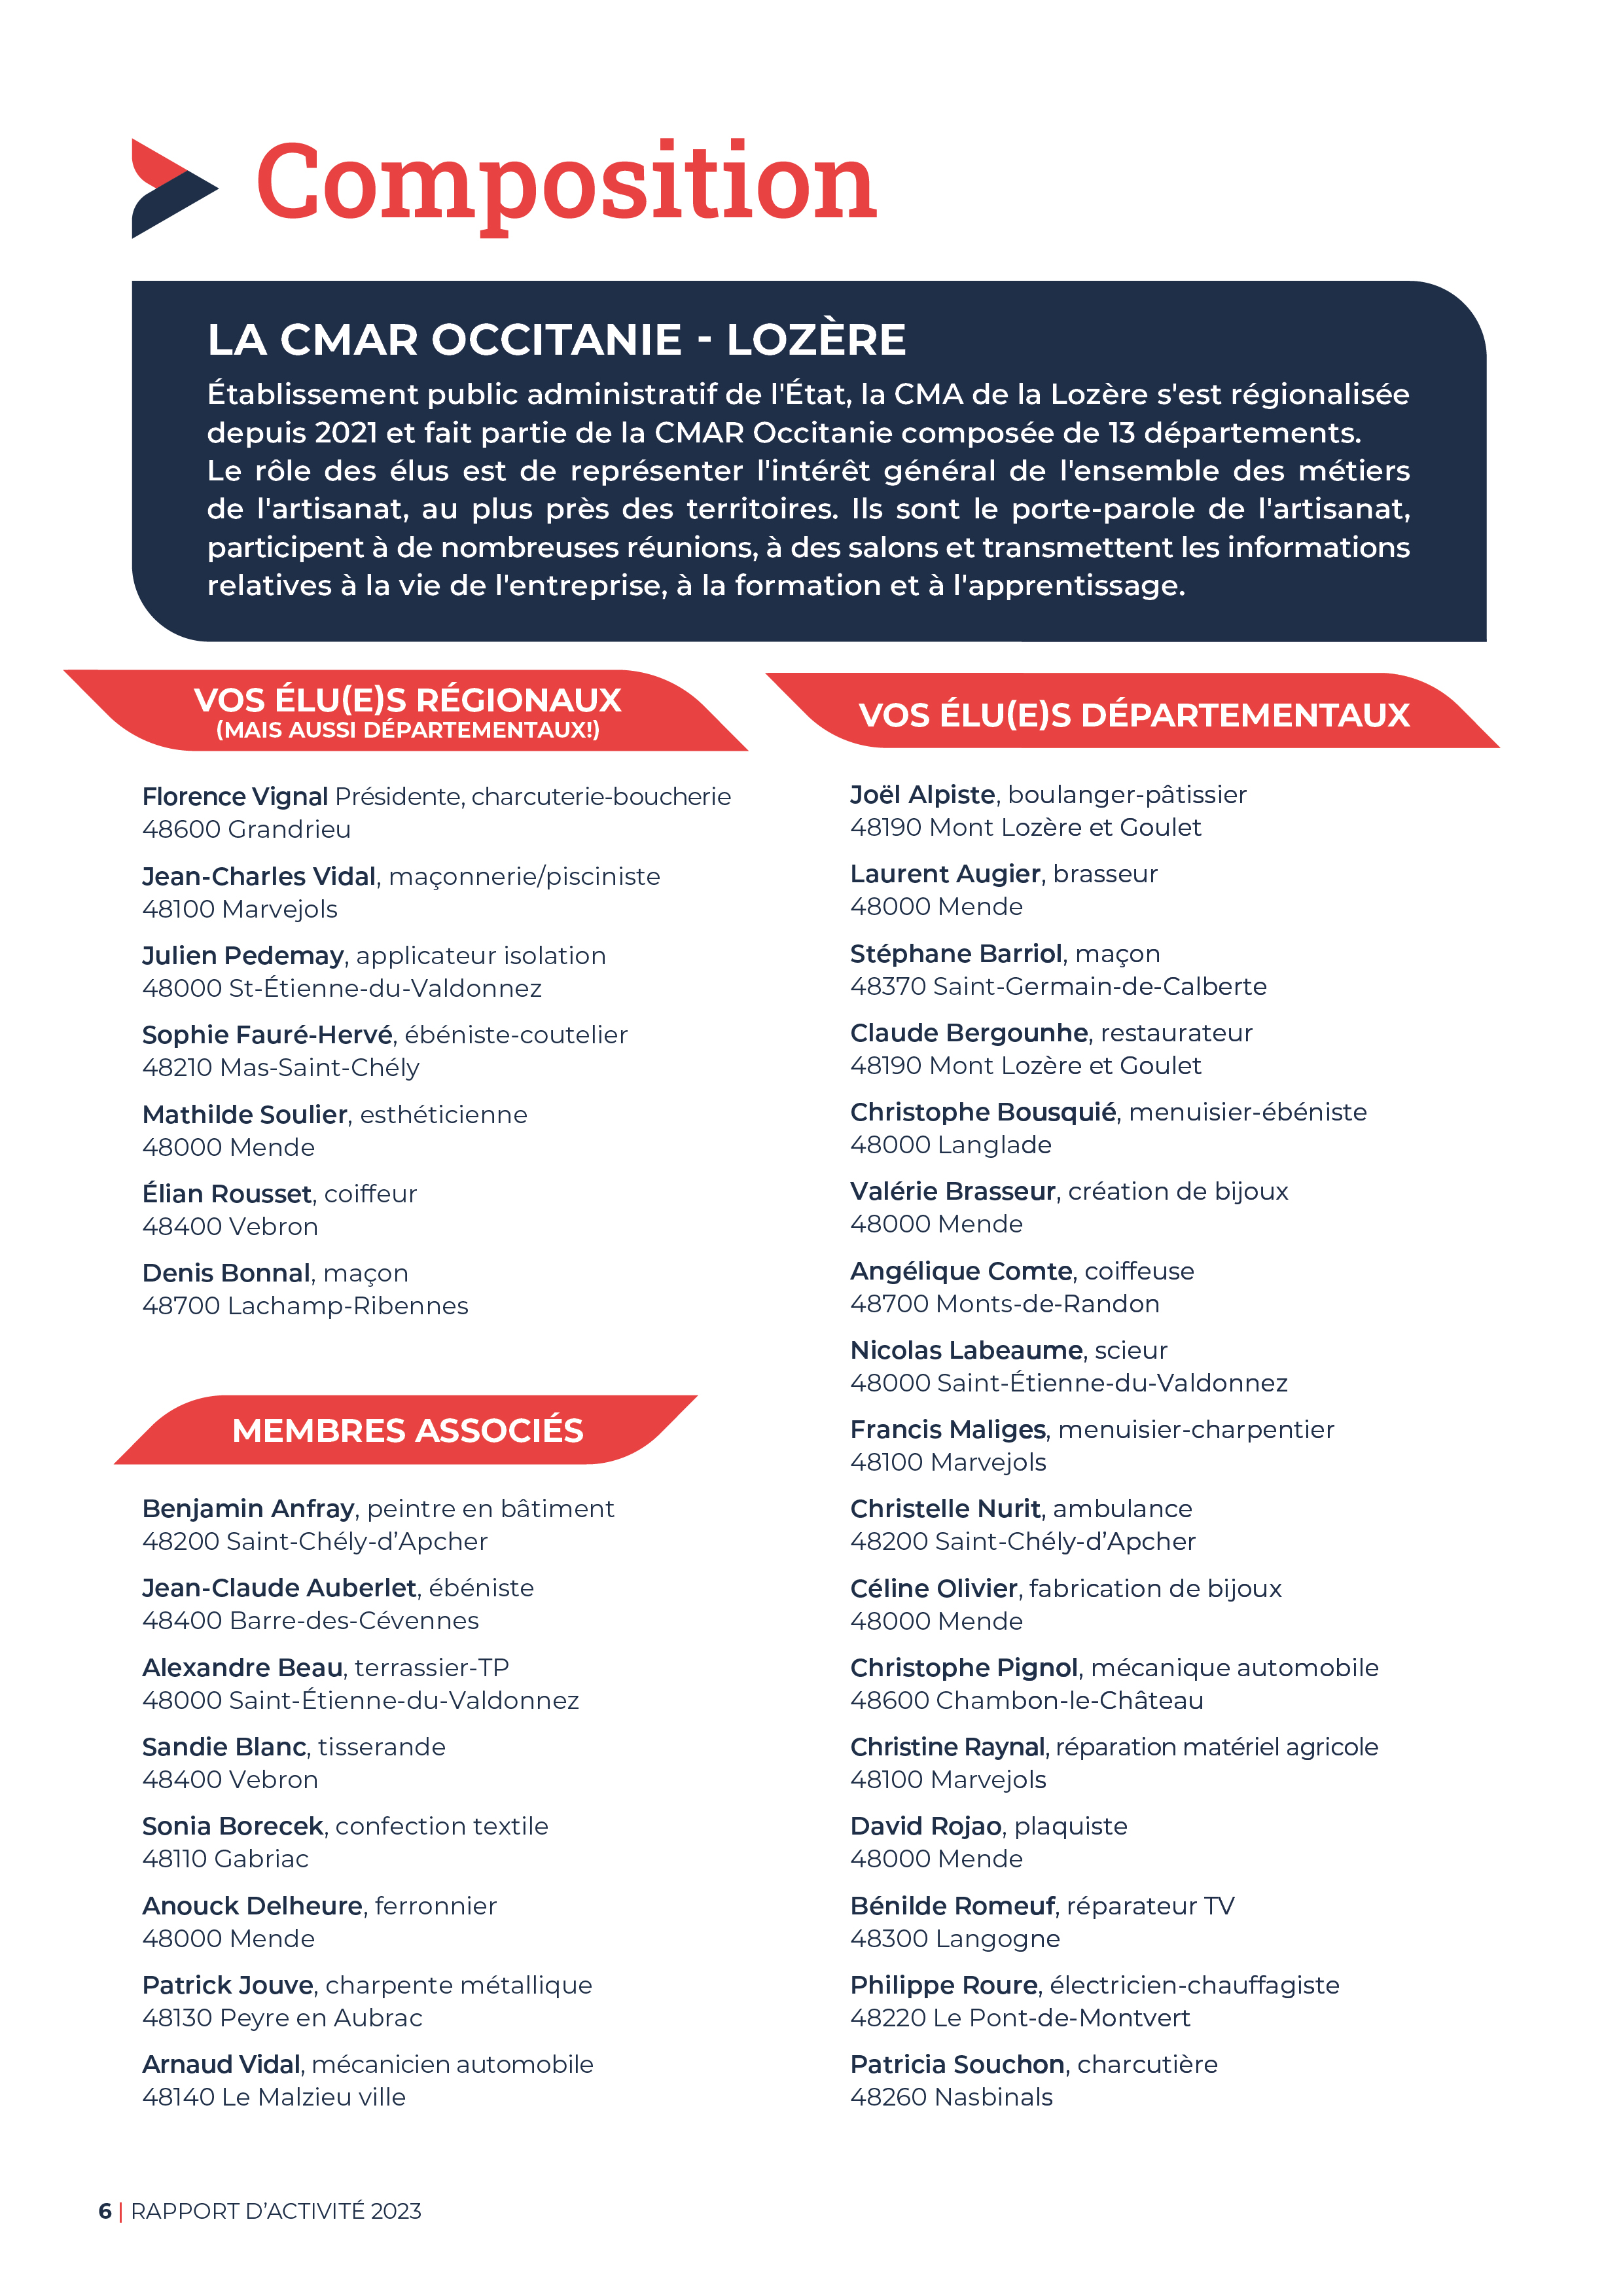 Composition
LA CMAR OCCITANIE - LOZÈRE
Établissement public administratif de l'État, la CMA de la Lozère s'est régionalisée
depuis 2021 et fait partie de la CMAR Occitanie composée de 13 départements.
Le rôle des élus est de représenter l'intérêt général de l'ensemble des métiers
de l'artisanat, au plus près des territoires. Ils sont le porte-parole de l'artisanat,
participent à de nombreuses réunions, à des salons et transmettent les informations
relatives à la vie de l'entreprise, à la formation et à l'apprentissage.
VOS ÉLU(E)S RÉGIONAUX
(MAIS AUSSI DÉPARTEMENTAUX!)
Florence Vignal Présidente, charcuterie-boucherie
48600 Grandrieu
Jean-Charles Vidal, maçonnerie/pisciniste
48100 Marvejols
Julien Pedemay, applicateur isolation
48000 St-Étienne-du-Valdonnez
Sophie Fauré-Hervé, ébéniste-coutelier
48210 Mas-Saint-Chély
Mathilde Soulier, esthéticienne
48000 Mende
Élian Rousset, coiffeur
48400 Vebron
Denis Bonnal, maçon
48700 Lachamp-Ribennes
MEMBRES ASSOCIÉS
Benjamin Anfray, peintre en bâtiment
48200 Saint-Chély-d’Apcher
Jean-Claude Auberlet, ébéniste
48400 Barre-des-Cévennes
Alexandre Beau, terrassier-TP
48000 Saint-Étienne-du-Valdonnez
Sandie Blanc, tisserande
48400 Vebron
Sonia Borecek, confection textile
48110 Gabriac
Anouck Delheure, ferronnier
48000 Mende
Patrick Jouve, charpente métallique
48130 Peyre en Aubrac
Arnaud Vidal, mécanicien automobile
48140 Le Malzieu ville
VOS ÉLU(E)S DÉPARTEMENTAUX
Joël Alpiste, boulanger-pâtissier
48190 Mont Lozère et Goulet
Laurent Augier, brasseur
48000 Mende
Stéphane Barriol, maçon
48370 Saint-Germain-de-Calberte
Claude Bergounhe, restaurateur
48190 Mont Lozère et Goulet
Christophe Bousquié, menuisier-ébéniste
48000 Langlade
Valérie Brasseur, création de bijoux
48000 Mende
Angélique Comte, coiffeuse
48700 Monts-de-Randon
Nicolas Labeaume, scieur
48000 Saint-Étienne-du-Valdonnez
Francis Maliges, menuisier-charpentier
48100 Marvejols
Christelle Nurit, ambulance
48200 Saint-Chély-d’Apcher
Céline Olivier, fabrication de bijoux
48000 Mende
Christophe Pignol, mécanique automobile
48600 Chambon-le-Château
Christine Raynal, réparation matériel agricole
48100 Marvejols
David Rojao, plaquiste
48000 Mende
Bénilde Romeuf, réparateur TV
48300 Langogne
Philippe Roure, électricien-chauffagiste
48220 Le Pont-de-Montvert
Patricia Souchon, charcutière
48260 Nasbinals
6 | RAPPORT D’ACTIVITÉ 2023